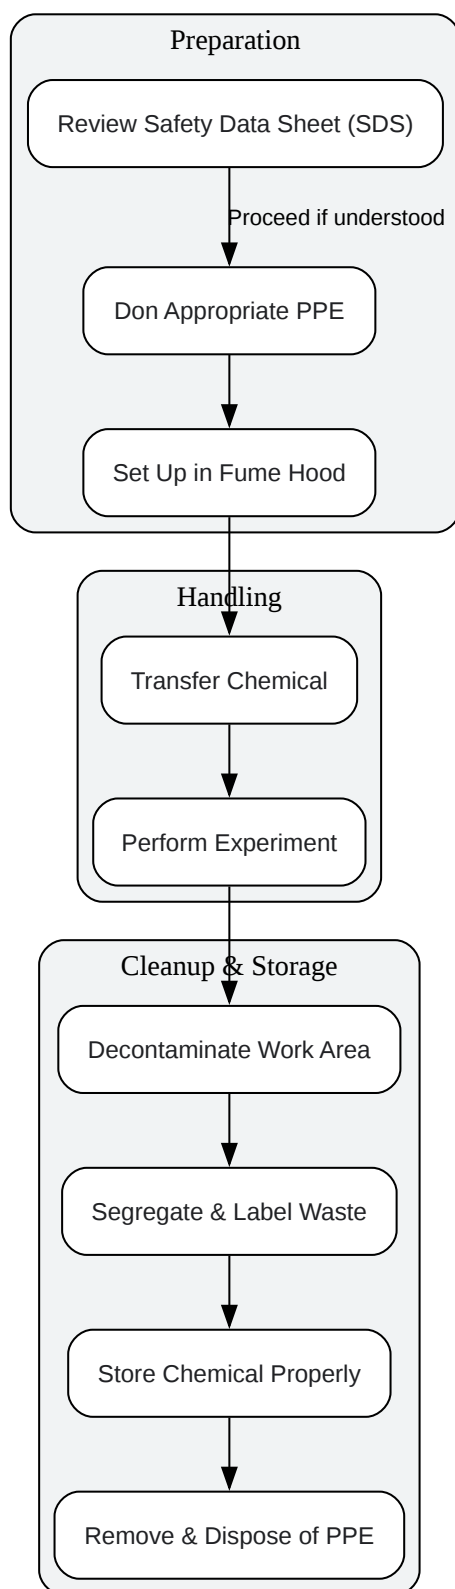 Preparation
Review Safety Data Sheet (SDS)
Proceed if understood
Don Appropriate PPE
Set Up in Fume Hood
Handling
Transfer Chemical
Perform Experiment
Cleanup & Storage
Decontaminate Work Area
Segregate & Label Waste
Store Chemical Properly
Remove & Dispose of PPE